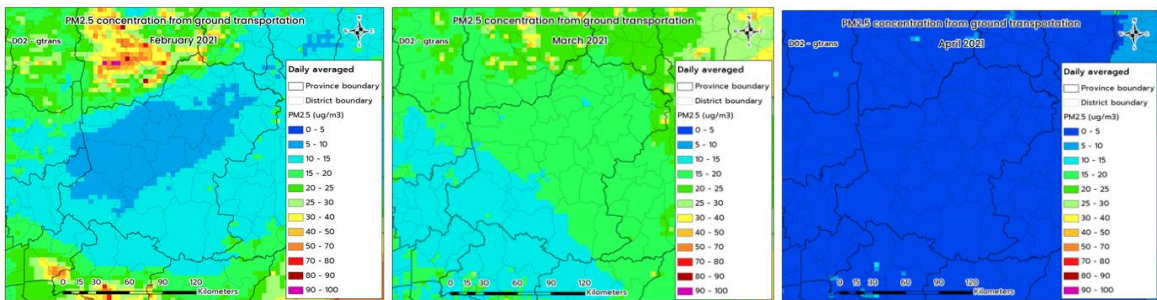 PM2.5 concentration from ground transportation
February 2021
D02 - gtrans
Daily averaged
Province boundary
District boundary
PM2.5 (ug/m3)
0 - 5
5 - 10
10 - 15
15 - 20
20 - 25
25 - 30
30 - 40
40 - 50
50 - 70
70 - 80
80 - 90
90 - 100
0 15 30 60 90 120
Kilometers
PM2.5 concentration from ground transportation
March 2021
D02 - gtrans
Daily averaged
Province boundary
District boundary
PM2.5 (ug/m3)
0 - 5
5 - 10
10 - 15
15 - 20
20 - 25
25 - 30
30 - 40
40 - 50
50 - 70
70 - 80
80 - 90
90 - 100
0 15 30 60 90 120
Kilometers
PM2.5 concentration from ground transportation
April 2021
D02 - gtrans
Daily averaged
Province boundary
District boundary
PM2.5 (ug/m3)
0 - 5
5 - 10
10 - 15
15 - 20
20 - 25
25 - 30
30 - 40
40 - 50
50 - 70
70 - 80
80 - 90
90 - 100
0 15 30 60 90 120
Kilometers